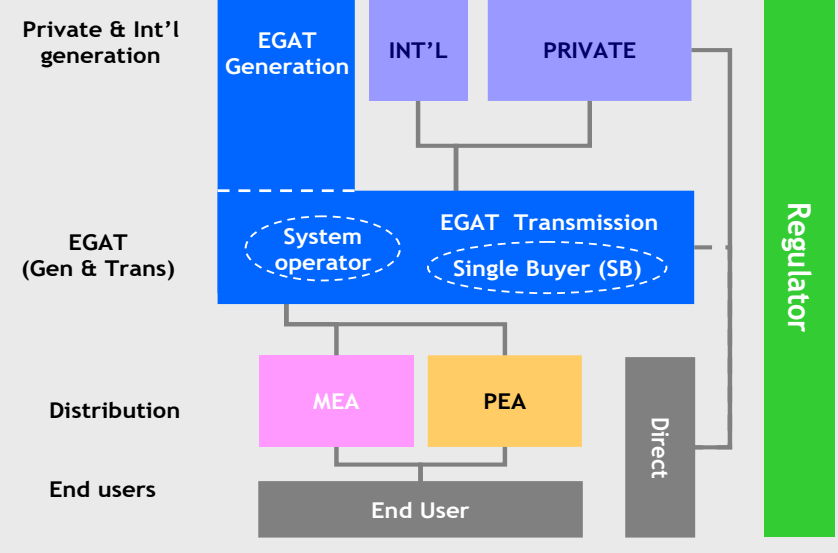 Private & Int’l
generation
EGAT
Generation
INT’L
PRIVATE
EGAT
(Gen & Trans)
System
operator
EGAT Transmission
Single Buyer (SB)
Regulator
Distribution
MEA
PEA
Direct
End users
End User